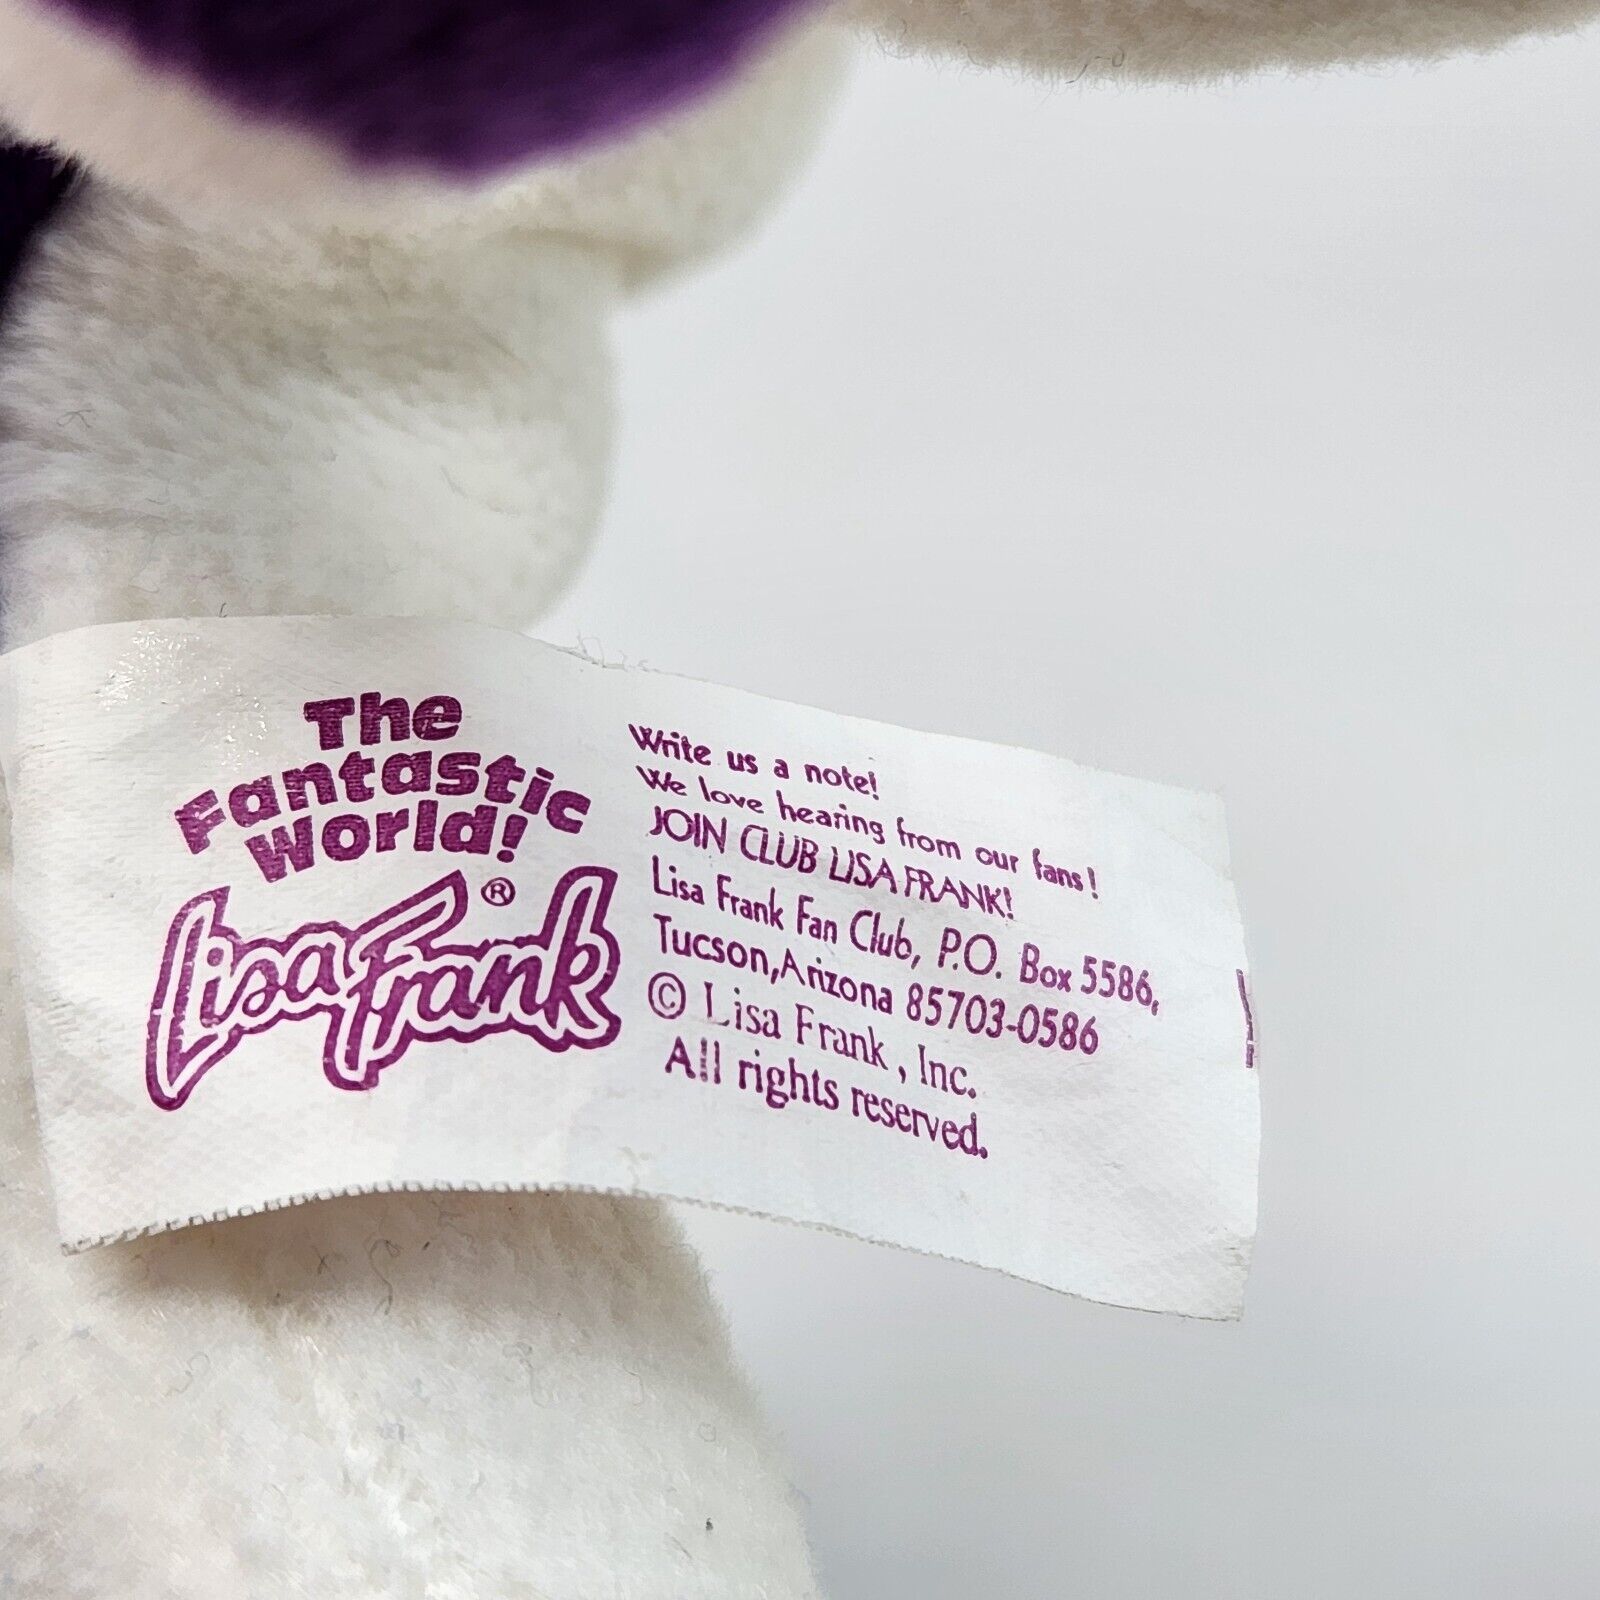 The
Fantastic
World!
Lisa Frank®
Write us a note!
We love hearing from our fans!
JOIN CLUB LISA FRANK!
Lisa Frank Fan Club, P.O. Box 5586,
Tucson,Arizona 85703-0586
© Lisa Frank, Inc.
All rights reserved.